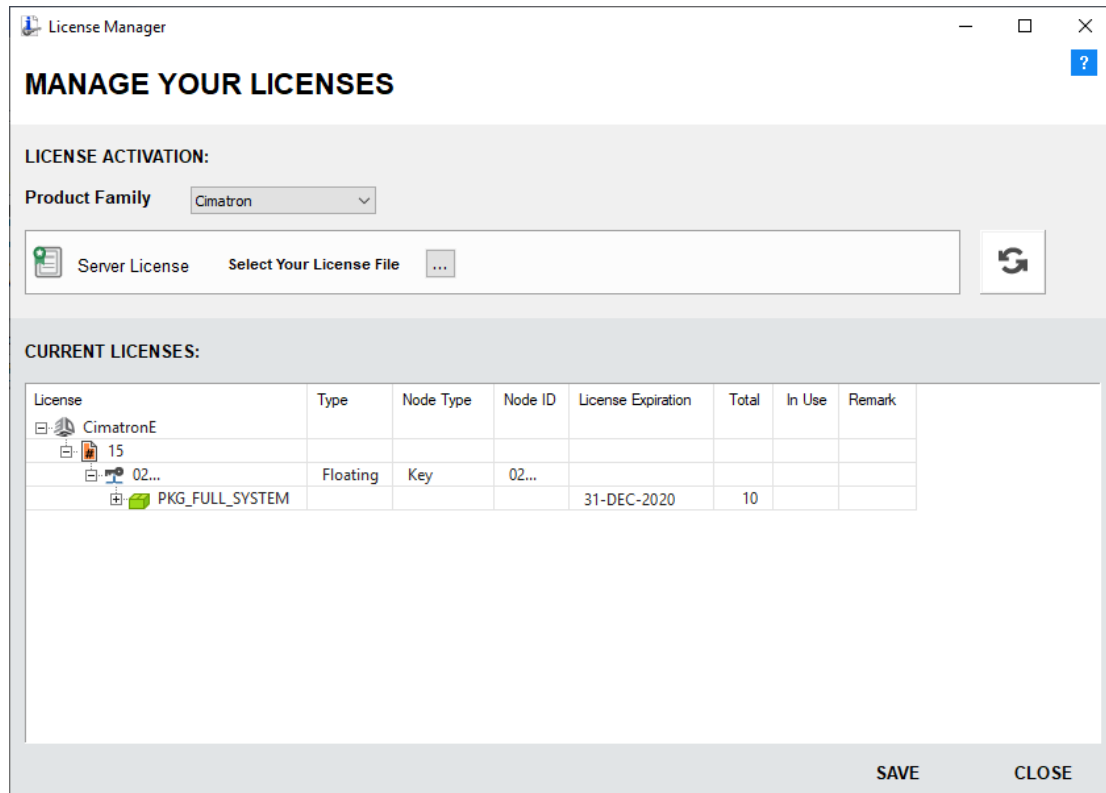 License Manager
?
MANAGE YOUR LICENSES
LICENSE ACTIVATION:
Product Family Cimatron
Server License Select Your License File ...
CURRENT LICENSES:
License Type Node Type Node ID License Expiration Total In Use Remark
CimatronE
# 15
02... Floating Key 02...
PKG_FULL_SYSTEM 31-DEC-2020 10
SAVE CLOSE